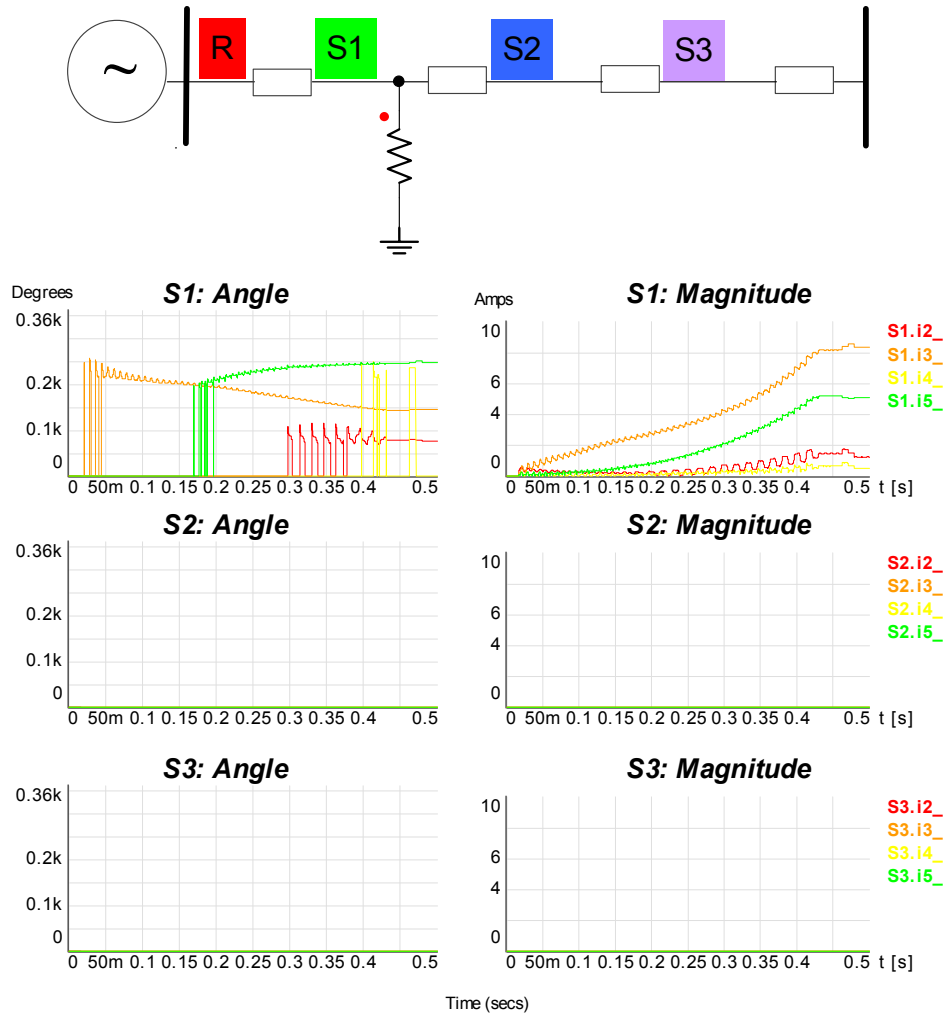 R S1 S2 S3
~
Degrees S1: Angle Amps S1: Magnitude
0.36k
0.2k
0.1k
0
0 50m 0.1 0.15 0.2 0.3 0.35 0.4 0.5
10
6
4
0
0 50m 0.1 0.15 0.2 0.25 0.3 0.35 0.4 0.5 t [s]
S1.i2_
S1.i3_
S1.i4_
S1.i5_
S2: Angle S2: Magnitude
0.36k
0.2k
0.1k
0
0 50m 0.1 0.15 0.2 0.3 0.35 0.4 0.5
10
6
4
0
0 50m 0.1 0.15 0.2 0.25 0.3 0.35 0.4 0.5 t [s]
S2.i2_
S2.i3_
S2.i4_
S2.i5_
S3: Angle S3: Magnitude
0.36k
0.2k
0.1k
0
0 50m 0.1 0.15 0.2 0.3 0.35 0.4 0.5
10
6
4
0
0 50m 0.1 0.15 0.2 0.25 0.3 0.35 0.4 0.5 t [s]
S3.i2_
S3.i3_
S3.i4_
S3.i5_
Time (secs)